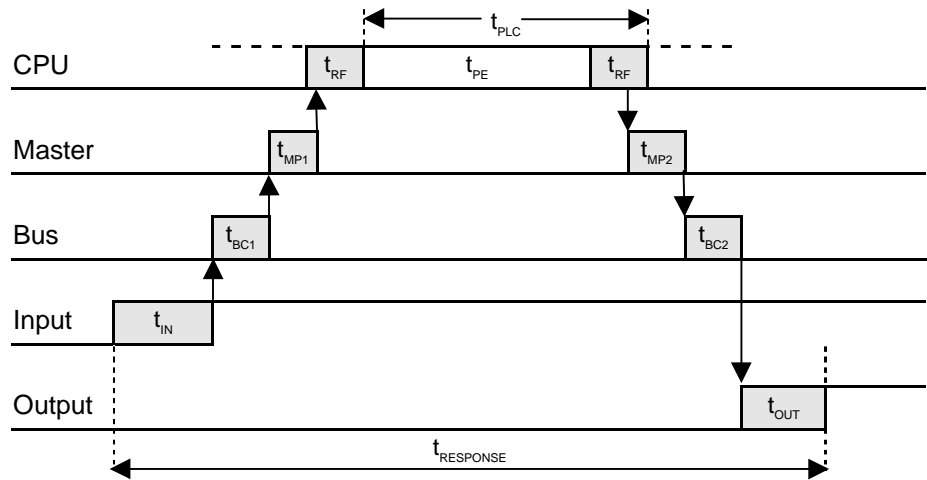 tPLC
CPU tRF tPE tRF
Master tMP1 tMP2
Bus tBC1 tBC2
Input tIN
Output tOUT
tRESPONSE